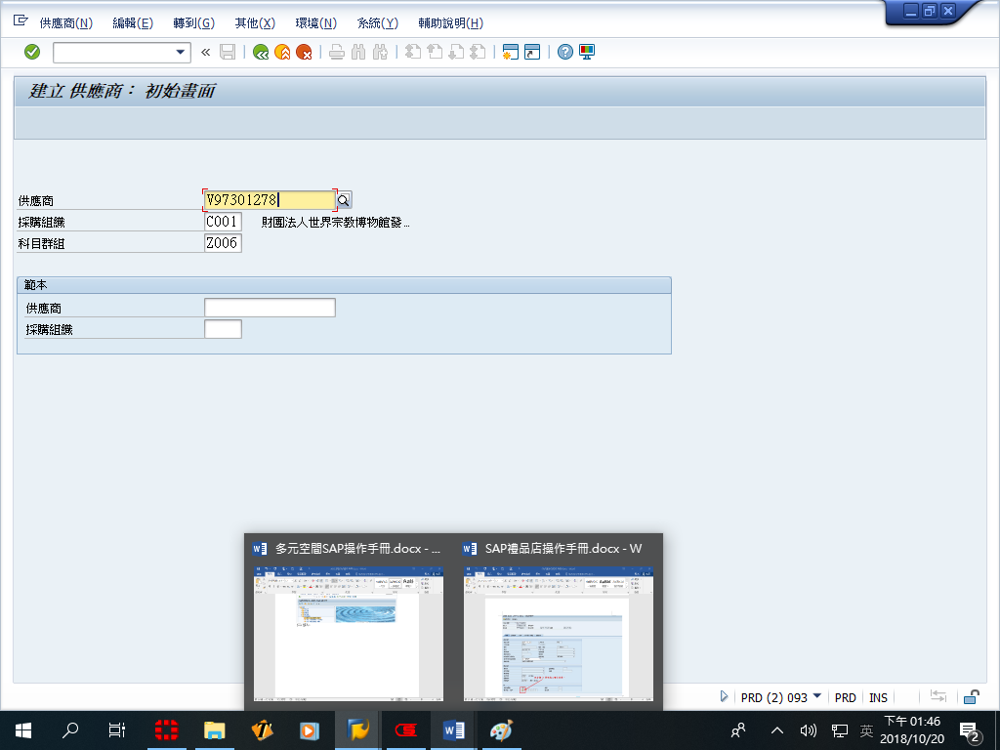 供應商(N) 編輯(E) 轉到(G) 其他(X) 環境(N) 系統(Y) 輔助說明(H)
建立 供應商： 初始畫面
供應商 V97301278
採購組織 C001 財團法人世界宗教博物館發...
科目群組 Z006
範本
供應商
採購組織
多元空間SAP操作手冊.docx - ...
SAP禮品店操作手冊.docx - W
PRD (2) 093 PRD INS
英
下午 01:46
2018/10/20
2